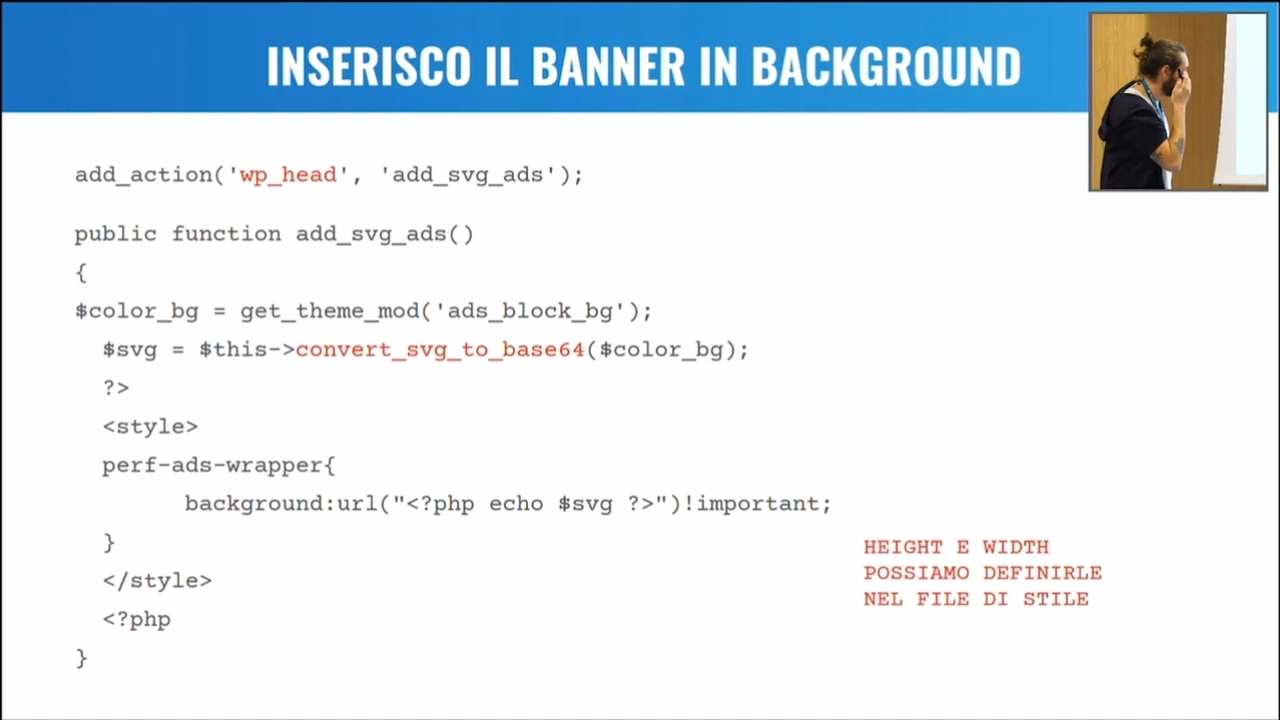 INSERISCO IL BANNER IN BACKGROUND
add_action('wp_head', 'add_svg_ads');
public function add_svg_ads()
{
$color_bg = get_theme_mod('ads_block_bg');
$svg = $this->convert_svg_to_base64($color_bg);
?>
<style>
perf-ads-wrapper{
background:url("<?php echo $svg ?>")!important;
}
</style>
<?php
}
HEIGHT E WIDTH
POSSIAMO DEFINIRLE
NEL FILE DI STILE